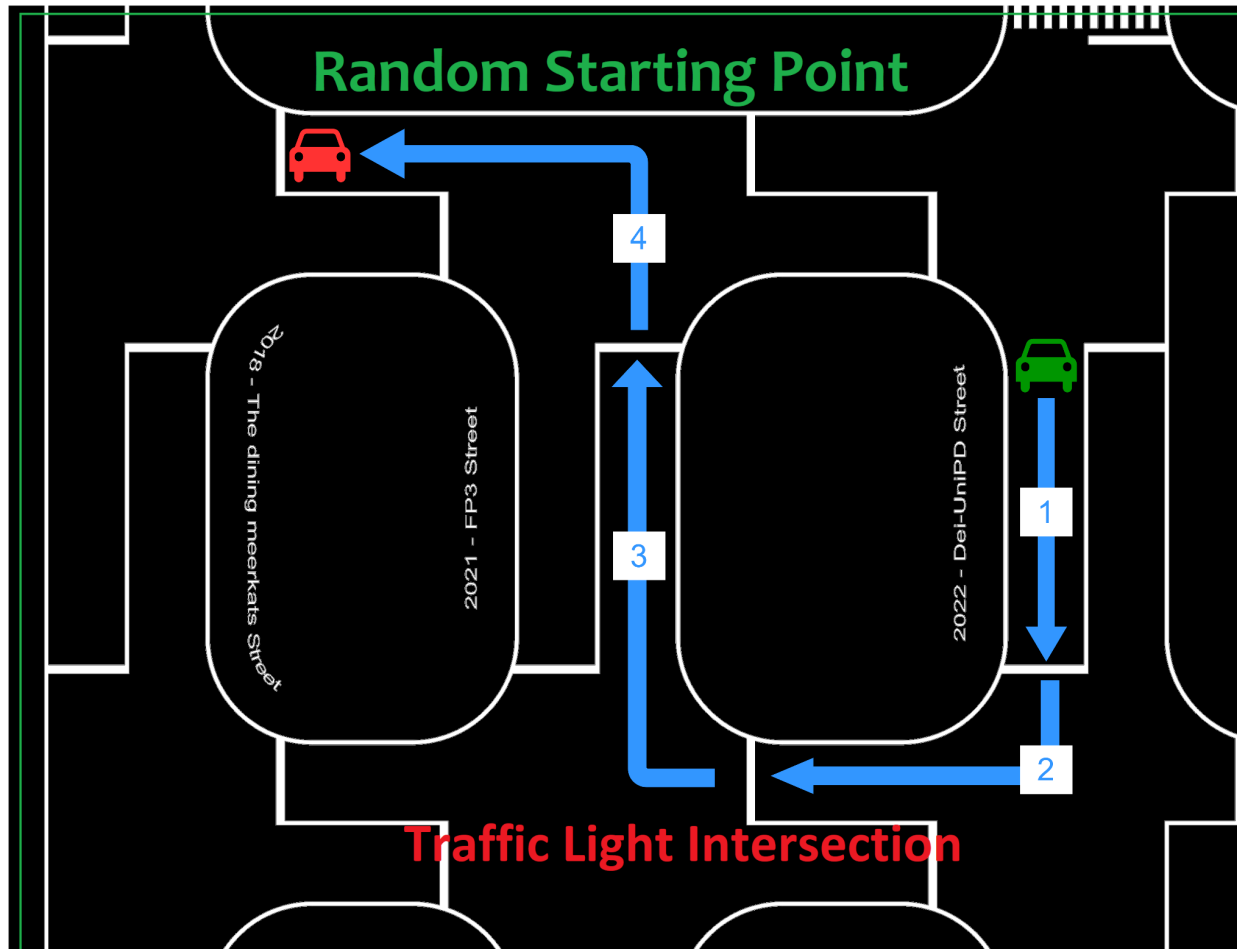 Random Starting Point
4
2018 - The dining meerkats Street
2021 - FP3 Street
3
2022 - Dei-UniPD Street
1
2
Traffic Light Intersection